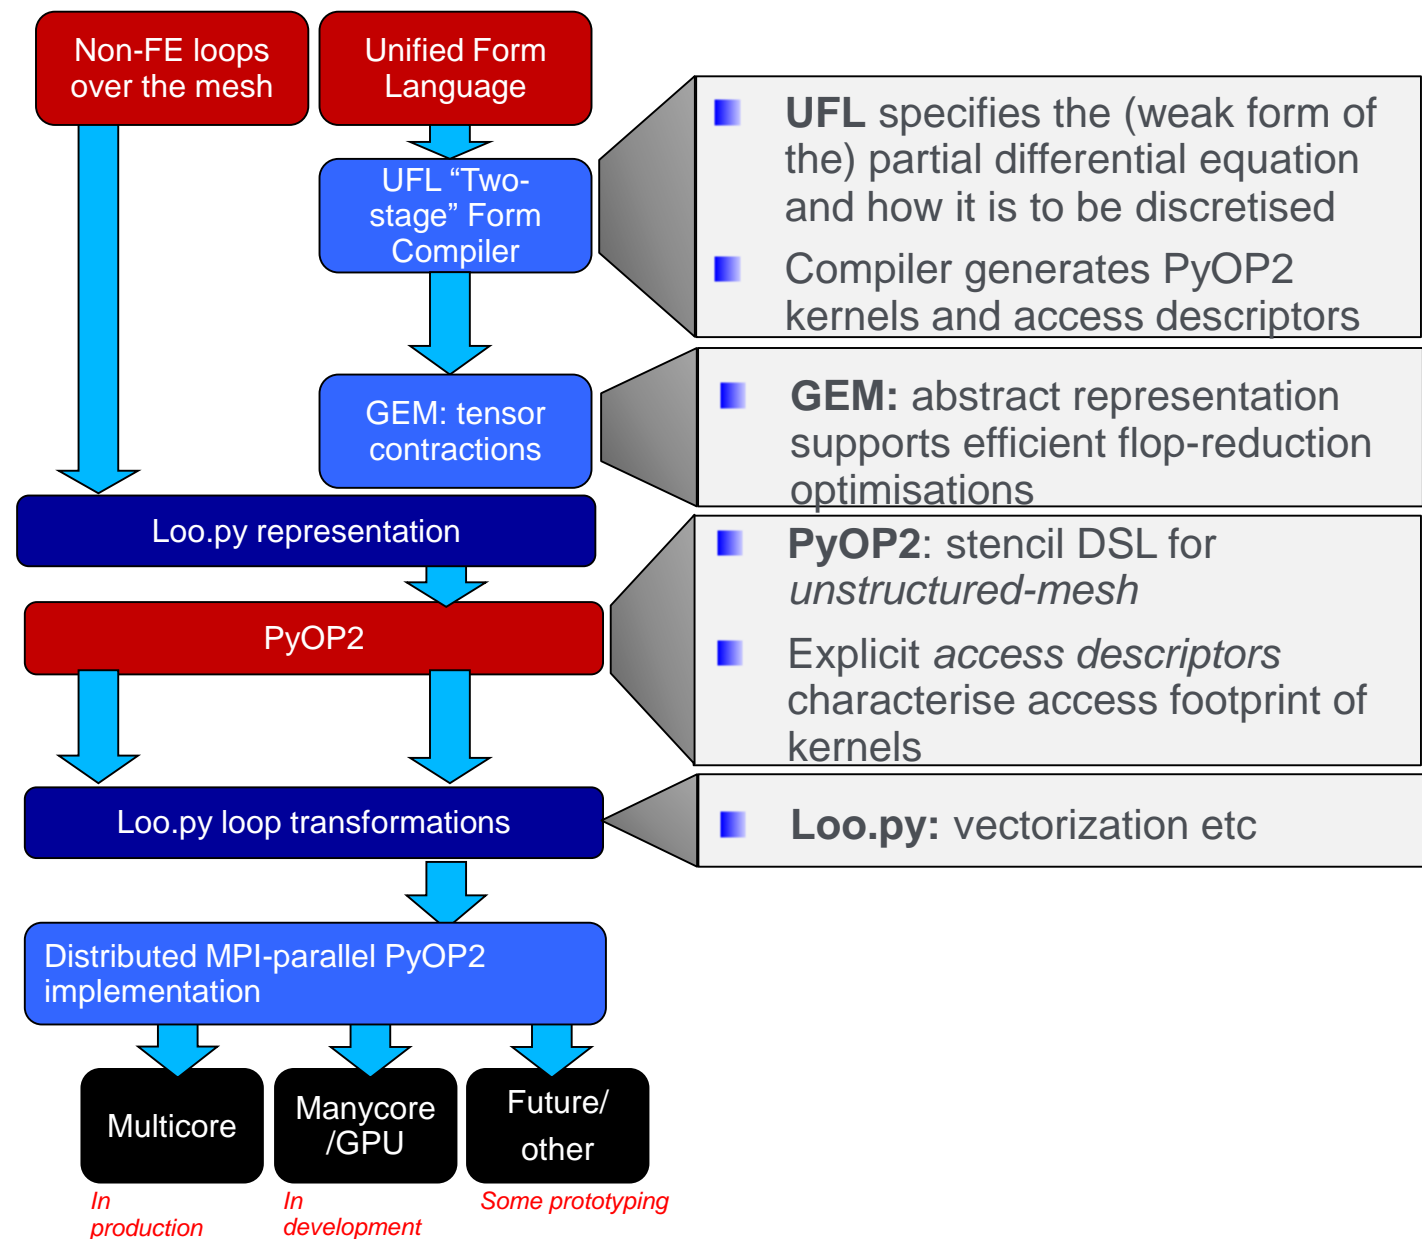 Non-FE loops
over the mesh
Unified Form
Language
UFL “Two-
stage” Form
Compiler
GEM: tensor
contractions
Loo.py representation
PyOP2
Loo.py loop transformations
Distributed MPI-parallel PyOP2
implementation
Multicore
Manycore
/GPU
Future/
other
In
production
In
development
Some prototyping
UFL specifies the (weak form of
the) partial differential equation
and how it is to be discretised
Compiler generates PyOP2
kernels and access descriptors
GEM: abstract representation
supports efficient flop-reduction
optimisations
PyOP2: stencil DSL for
unstructured-mesh
Explicit access descriptors
characterise access footprint of
kernels
Loo.py: vectorization etc